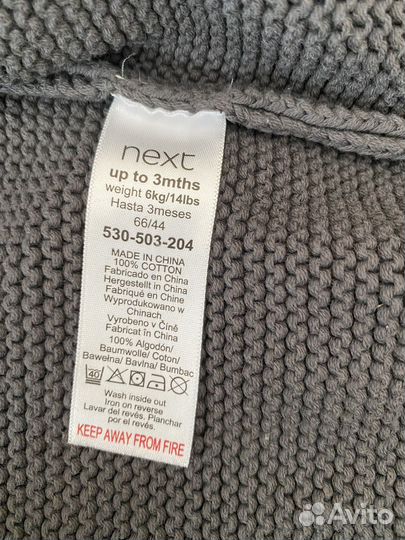 next
up to 3mths
weight 6kg/14lbs
Hasta 3meses
66/44
530-503-204
MADE IN CHINA
100% COTTON
Fabricado en China
Hergestellt in China
Fabriqué en Chine
Wyprodukowano w
Chinach
Vyrobeno v Číně
Fabricat în China
100% Algodón/
Baumwolle/ Coton/
Bawełna/ Bavlna/ Bumbac
40
Wash inside out
Iron on reverse
Lavar del revés, Planchar
por el revés.
KEEP AWAY FROM FIRE
Avito